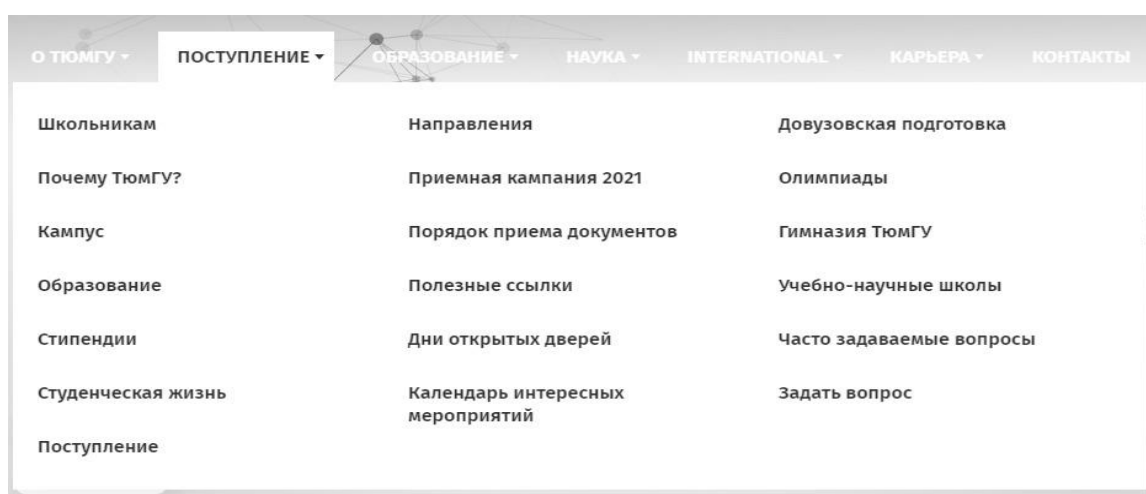 О ТЮМГУ
ПОСТУПЛЕНИЕ
ОБРАЗОВАНИЕ
НАУКА
INTERNATIONAL
КАРЬЕРА
КОНТАКТЫ
Школьникам
Почему ТюмГУ?
Кампус
Образование
Стипендии
Студенческая жизнь
Поступление
Направления
Приемная кампания 2021
Порядок приема документов
Полезные ссылки
Дни открытых дверей
Календарь интересных
мероприятий
Довузовская подготовка
Олимпиады
Гимназия ТюмГУ
Учебно-научные школы
Часто задаваемые вопросы
Задать вопрос